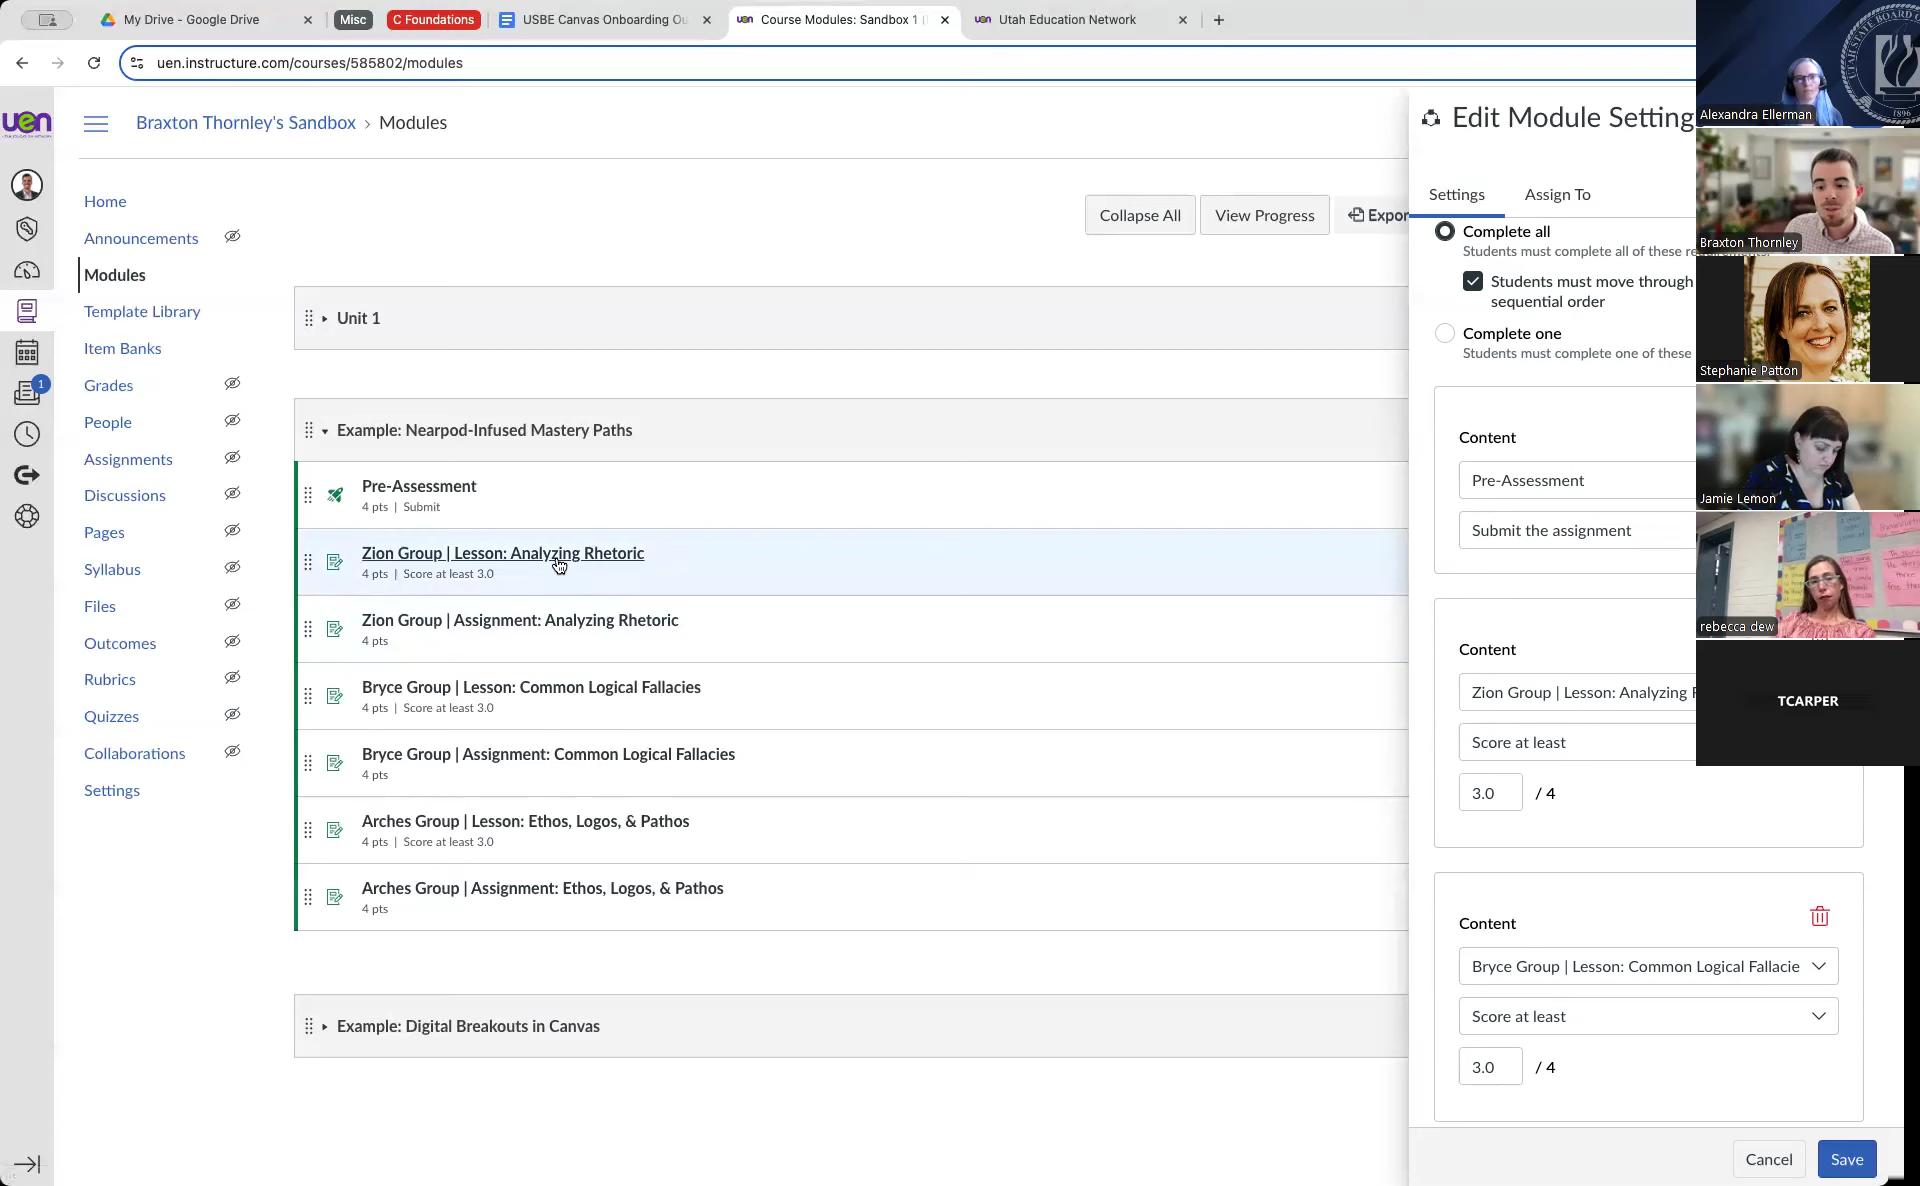 My Drive - Google Drive
Misc
C Foundations
USBE Canvas Onboarding Ou
Course Modules: Sandbox 1 (
Utah Education Network
uen.instructure.com/courses/585802/modules
uen
Braxton Thornley's Sandbox › Modules
Home
Announcements
Modules
Template Library
Item Banks
Grades
People
Assignments
Discussions
Pages
Syllabus
Files
Outcomes
Rubrics
Quizzes
Collaborations
Settings
1
Collapse All
View Progress
Expor
Unit 1
Example: Nearpod-Infused Mastery Paths
Pre-Assessment
4 pts | Submit
Zion Group | Lesson: Analyzing Rhetoric
4 pts | Score at least 3.0
Zion Group | Assignment: Analyzing Rhetoric
4 pts
Bryce Group | Lesson: Common Logical Fallacies
4 pts | Score at least 3.0
Bryce Group | Assignment: Common Logical Fallacies
4 pts
Arches Group | Lesson: Ethos, Logos, & Pathos
4 pts | Score at least 3.0
Arches Group | Assignment: Ethos, Logos, & Pathos
4 pts
Example: Digital Breakouts in Canvas
Edit Module Setting
Settings
Assign To
Complete all
Students must complete all of these re
Students must move through
sequential order
Complete one
Students must complete one of these
Content
Pre-Assessment
Submit the assignment
Content
Zion Group | Lesson: Analyzing R
Score at least
3.0 / 4
Content
Bryce Group | Lesson: Common Logical Fallacie
Score at least
3.0 / 4
Cancel
Save
UTAH STATE BOARD OF
1896
Alexandra Ellerman
Braxton Thornley
Stephanie Patton
Jamie Lemon
rebecca dew
TCARPER